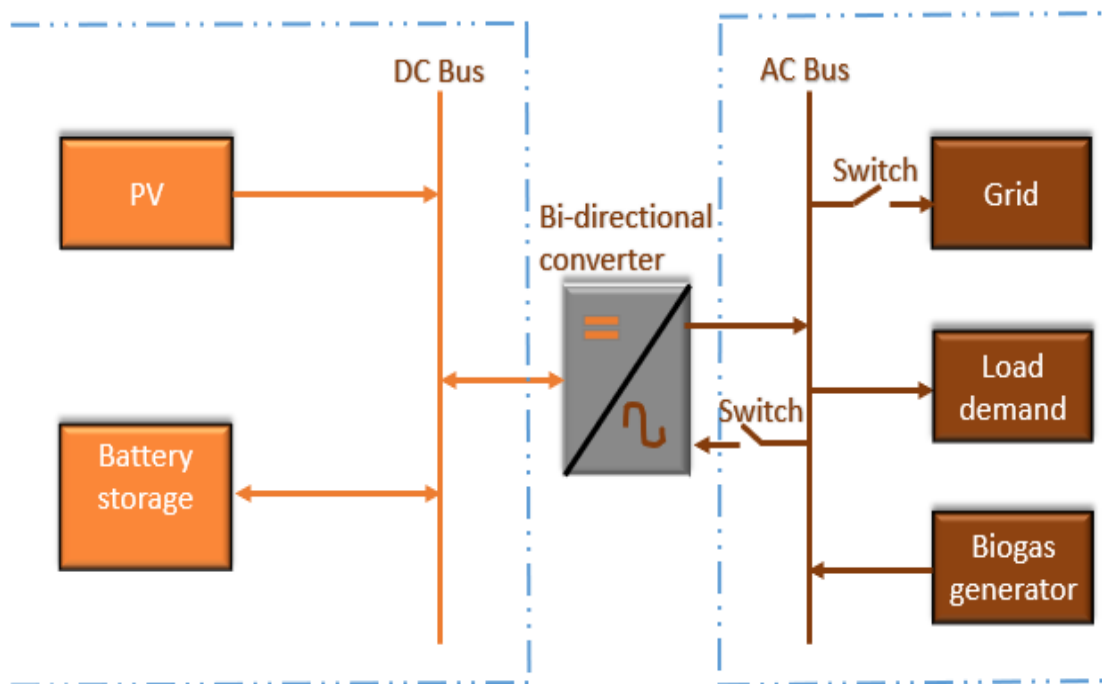 DC Bus
AC Bus
PV
Switch
Grid
Bi-directional
converter
Load
demand
Switch
Battery
storage
Biogas
generator